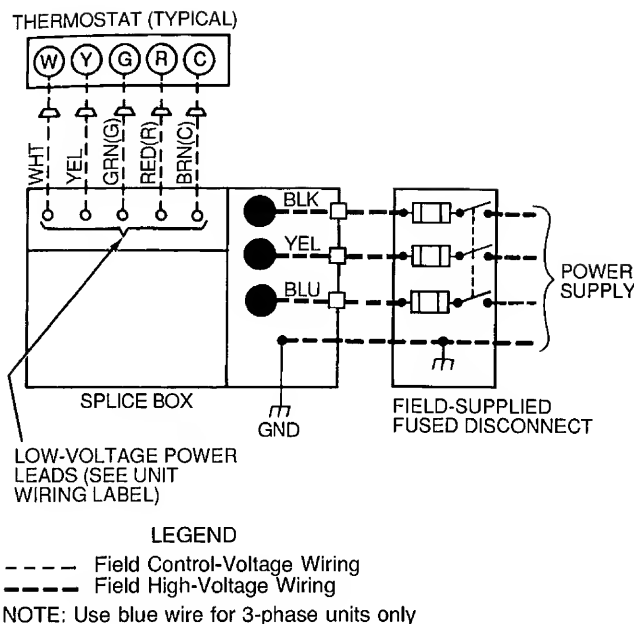 THERMOSTAT (TYPICAL)
W Y G R C
WHT
YEL
GRN(G)
RED(R)
BRN(C)
BLK
YEL
BLU
POWER
SUPPLY
SPLICE BOX
GND
FIELD-SUPPLIED
FUSED DISCONNECT
LOW-VOLTAGE POWER
LEADS (SEE UNIT
WIRING LABEL)
LEGEND
Field Control-Voltage Wiring
Field High-Voltage Wiring
NOTE: Use blue wire for 3-phase units only